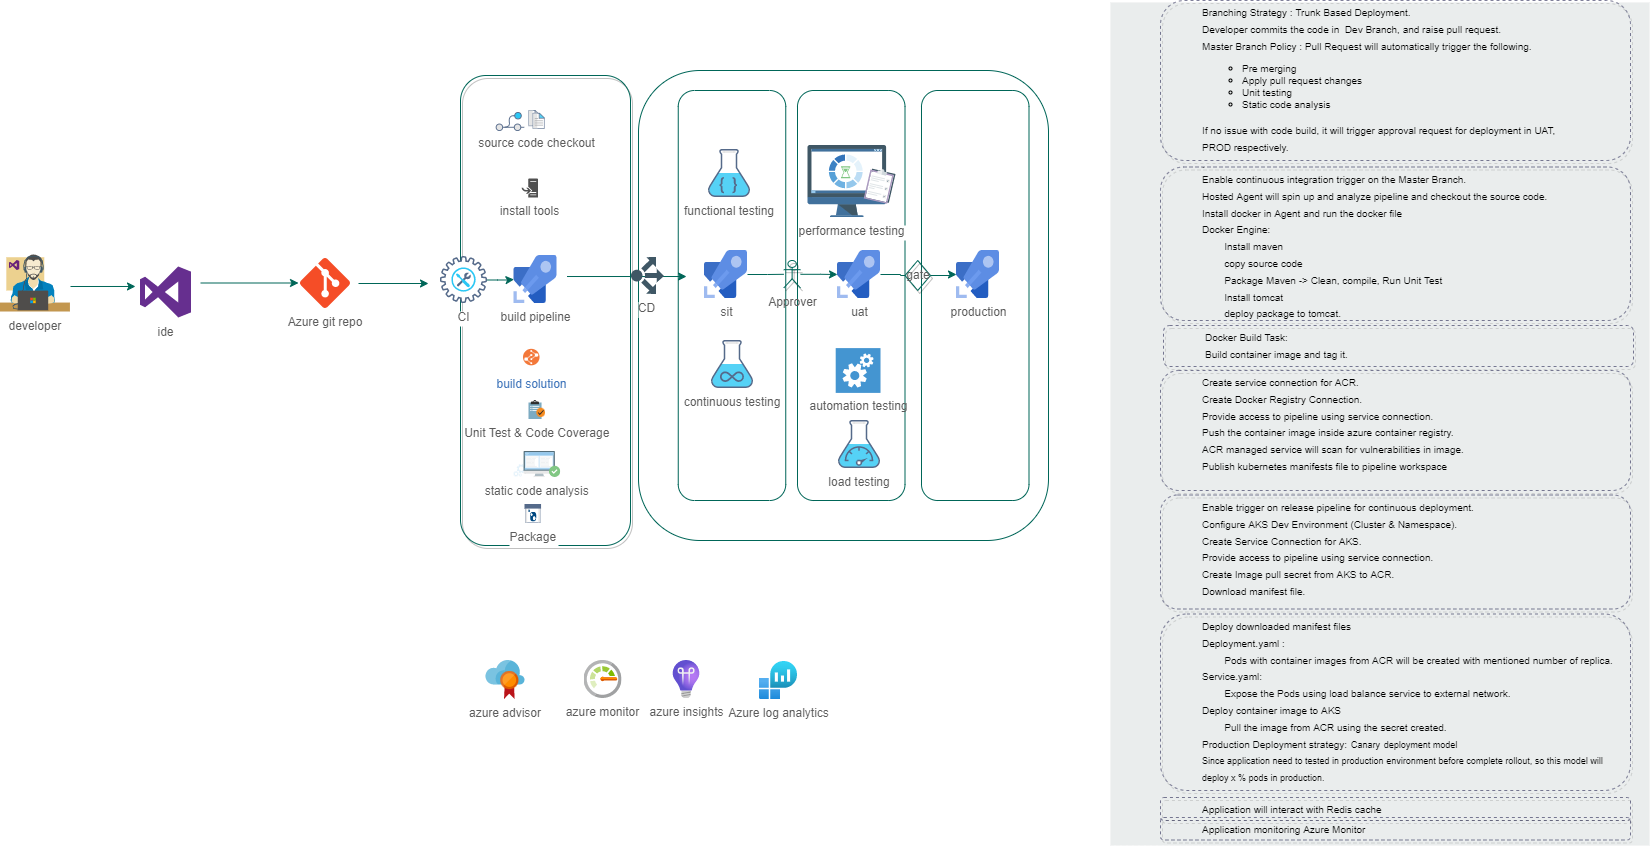 developer
ide
Azure git repo
source code checkout
install tools
CI
build pipeline
build solution
Unit Test & Code Coverage
static code analysis
Package
CD
functional testing
sit
continuous testing
Approver
performance testing
uat
automation testing
load testing
gate
production
azure advisor
azure monitor
azure insights
Azure log analytics
Branching Strategy : Trunk Based Deployment.
Developer commits the code in Dev Branch, and raise pull request.
Master Branch Policy : Pull Request will automatically trigger the following.
Pre merging
Apply pull request changes
Unit testing
Static code analysis
If no issue with code build, it will trigger approval request for deployment in UAT,
PROD respectively.
Enable continuous integration trigger on the Master Branch.
Hosted Agent will spin up and analyze pipeline and checkout the source code.
Install docker in Agent and run the docker file
Docker Engine:
Install maven
copy source code
Package Maven -> Clean, compile, Run Unit Test
Install tomcat
deploy package to tomcat.
Docker Build Task:
Build container image and tag it.
Create service connection for ACR.
Create Docker Registry Connection.
Provide access to pipeline using service connection.
Push the container image inside azure container registry.
ACR managed service will scan for vulnerabilities in image.
Publish kubernetes manifests file to pipeline workspace
Enable trigger on release pipeline for continuous deployment.
Configure AKS Dev Environment (Cluster & Namespace).
Create Service Connection for AKS.
Provide access to pipeline using service connection.
Create Image pull secret from AKS to ACR.
Download manifest file.
Deploy downloaded manifest files
Deployment.yaml :
Pods with container images from ACR will be created with mentioned number of replica.
Service.yaml:
Expose the Pods using load balance service to external network.
Deploy container image to AKS
Pull the image from ACR using the secret created.
Production Deployment strategy: Canary deployment model
Since application need to tested in production environment before complete rollout, so this model will
deploy x % pods in production.
Application will interact with Redis cache
Application monitoring Azure Monitor